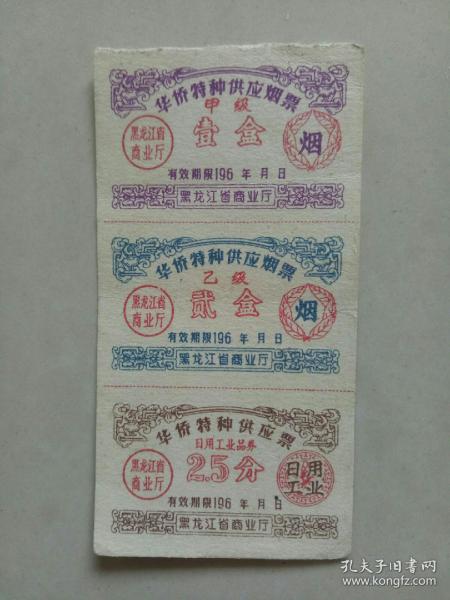 华侨特种供应烟票
甲级
壹盒
黑龙江省
商业厅
烟
有效期限196 年 月 日
黑龙江省商业厅
华侨特种供应烟票
乙级
贰盒
黑龙江省
商业厅
烟
有效期限196 年 月 日
黑龙江省商业厅
华侨特种供应票
日用工业品券
2.5分
黑龙江省
商业厅
日用
工业
有效期限196 年 月 日
黑龙江省商业厅
孔夫子旧书网
www.kongfz.com